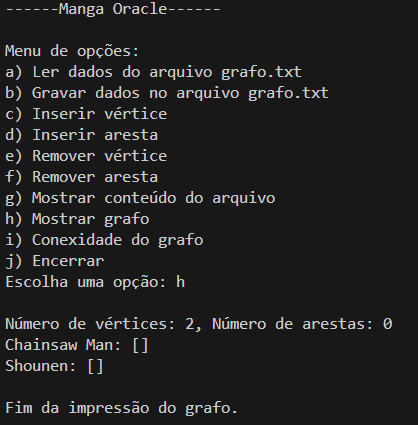 ------Manga Oracle------
Menu de opções:
a) Ler dados do arquivo grafo.txt
b) Gravar dados no arquivo grafo.txt
c) Inserir vértice
d) Inserir aresta
e) Remover vértice
f) Remover aresta
g) Mostrar conteúdo do arquivo
h) Mostrar grafo
i) Conexidade do grafo
j) Encerrar
Escolha uma opção: h
Número de vértices: 2, Número de arestas: 0
Chainsaw Man: []
Shounen: []
Fim da impressão do grafo.